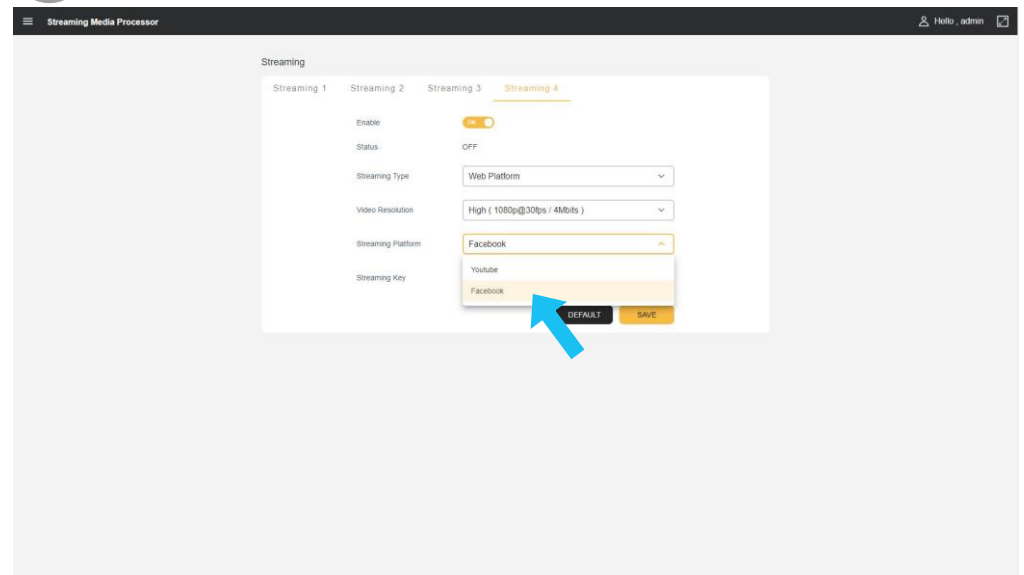 Streaming Media Processor Hello , admin
Streaming
Streaming 1 Streaming 2 Streaming 3 Streaming 4
Enable ON
Status OFF
Streaming Type Web Platform
Video Resolution High ( 1080p@30fps / 4Mbits )
Streaming Platform Facebook
Youtube
Streaming Key
Facebook
DEFAULT SAVE